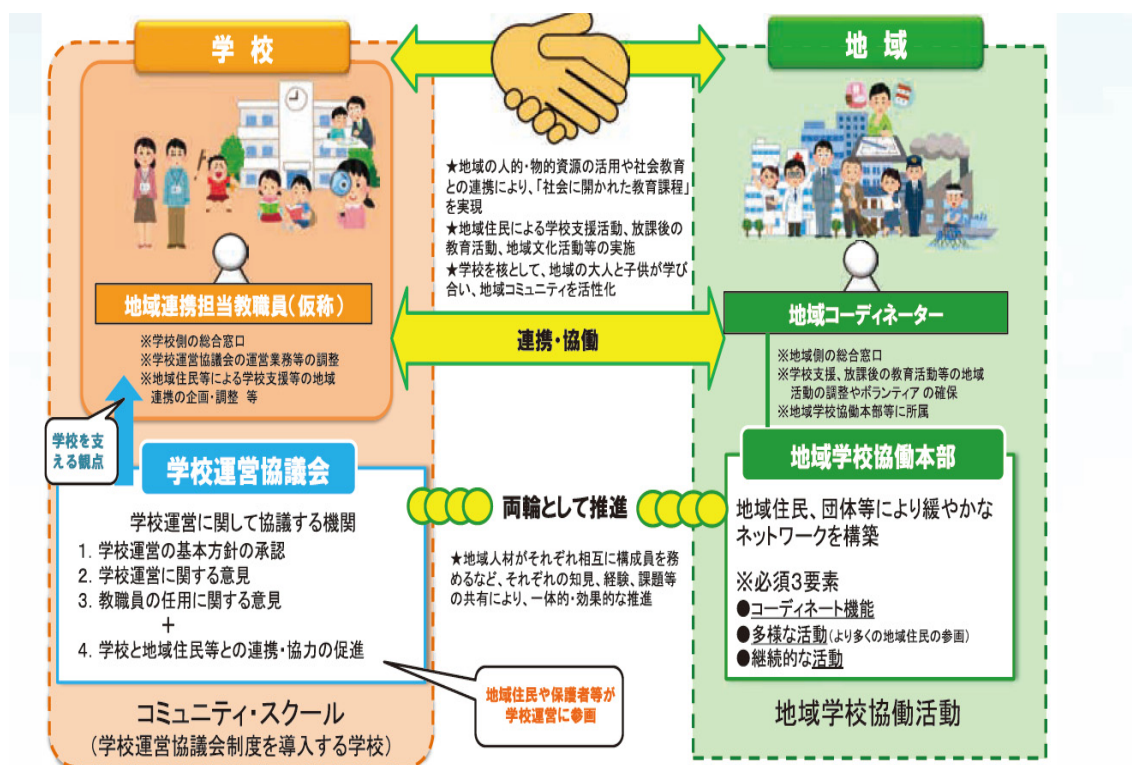 学校
地域
★地域の人的・物的資源の活用や社会教育
との連携により、「社会に開かれた教育課程」
を実現
★地域住民による学校支援活動、放課後の
教育活動、地域文化活動等の実施
★学校を核として、地域の大人と子供が学び
合い、地域コミュニティを活性化
地域連携担当教職員(仮称)
※学校側の総合窓口
※学校運営協議会の運営業務等の調整
※地域住民等による学校支援等の地域
連携の企画・調整 等
連携・協働
地域コーディネーター
※地域側の総合窓口
※学校支援、放課後の教育活動等の地域
活動の調整やボランティア の確保
※地域学校協働本部等に所属
学校を支
える観点
学校運営協議会
学校運営に関して協議する機関
1. 学校運営の基本方針の承認
2. 学校運営に関する意見
3. 教職員の任用に関する意見
+
4. 学校と地域住民等との連携・協力の促進
両輪として推進
★地域人材がそれぞれ相互に構成員を務
めるなど、それぞれの知見、経験、課題等
の共有により、一体的・効果的な推進
地域学校協働本部
地域住民、団体等により緩やかな
ネットワークを構築
※必須3要素
●コーディネート機能
●多様な活動(より多くの地域住民の参画)
●継続的な活動
地域住民や保護者等が
学校運営に参画
コミュニティ・スクール
(学校運営協議会制度を導入する学校)
地域学校協働活動